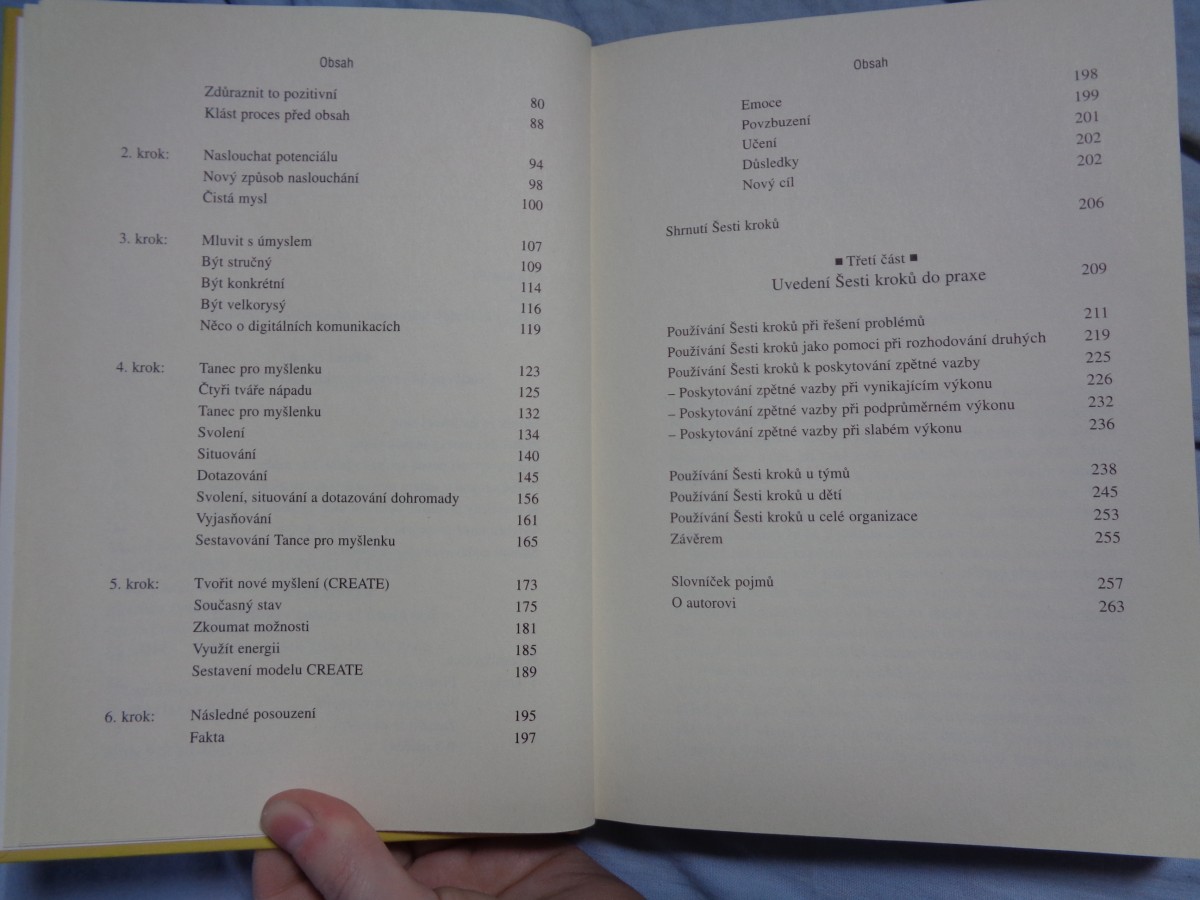 Obsah
Zdůraznit to pozitivní 80
Klást proces před obsah 88
2. krok: Naslouchat potenciálu 94
Nový způsob naslouchání 98
Čistá mysl 100
3. krok: Mluvit s úmyslem 107
Být stručný 109
Být konkrétní 114
Být velkorysý 116
Něco o digitálních komunikacích 119
4. krok: Tanec pro myšlenku 123
Čtyři tváře nápadu 125
Tanec pro myšlenku 132
Svolení 134
Situování 140
Dotazování 145
Svolení, situování a dotazování dohromady 156
Vyjasňování 161
Sestavování Tance pro myšlenku 165
5. krok: Tvořit nové myšlení (CREATE) 173
Současný stav 175
Zkoumat možnosti 181
Využít energii 185
Sestavení modelu CREATE 189
6. krok: Následné posouzení 195
Fakta 197
Obsah
Emoce 198
Povzbuzení 199
Učení 201
Důsledky 202
Nový cíl 202
Shrnutí Šesti kroků 206
■ Třetí část ■
Uvedení Šesti kroků do praxe 209
Používání Šesti kroků při řešení problémů 211
Používání Šesti kroků jako pomoci při rozhodování druhých 219
Používání Šesti kroků k poskytování zpětné vazby 225
– Poskytování zpětné vazby při vynikajícím výkonu 226
– Poskytování zpětné vazby při podprůměrném výkonu 232
– Poskytování zpětné vazby při slabém výkonu 236
Používání Šesti kroků u týmů 238
Používání Šesti kroků u dětí 245
Používání Šesti kroků u celé organizace 253
Závěrem 255
Slovníček pojmů 257
O autorovi 263